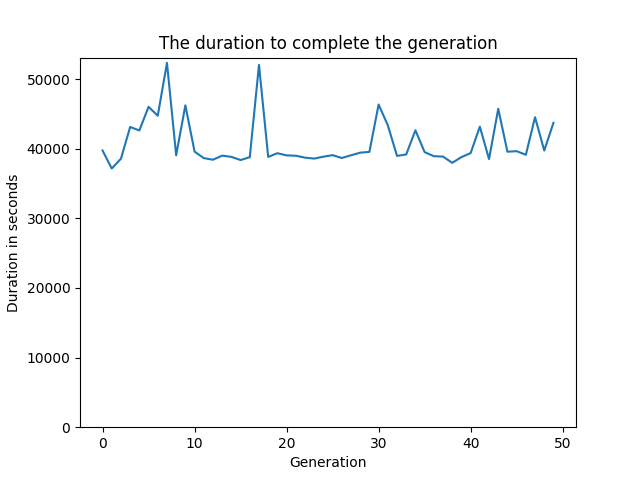 The duration to complete the generation
50000
40000
30000
20000
10000
0
Duration in seconds
0 10 20 30 40 50
Generation